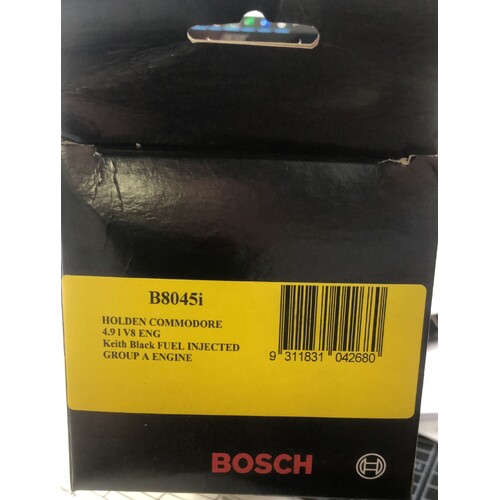 B8045i
HOLDEN COMMODORE
4.9 l V8 ENG
Keith Black FUEL INJECTED
GROUP A ENGINE
9 311831 042680
BOSCH